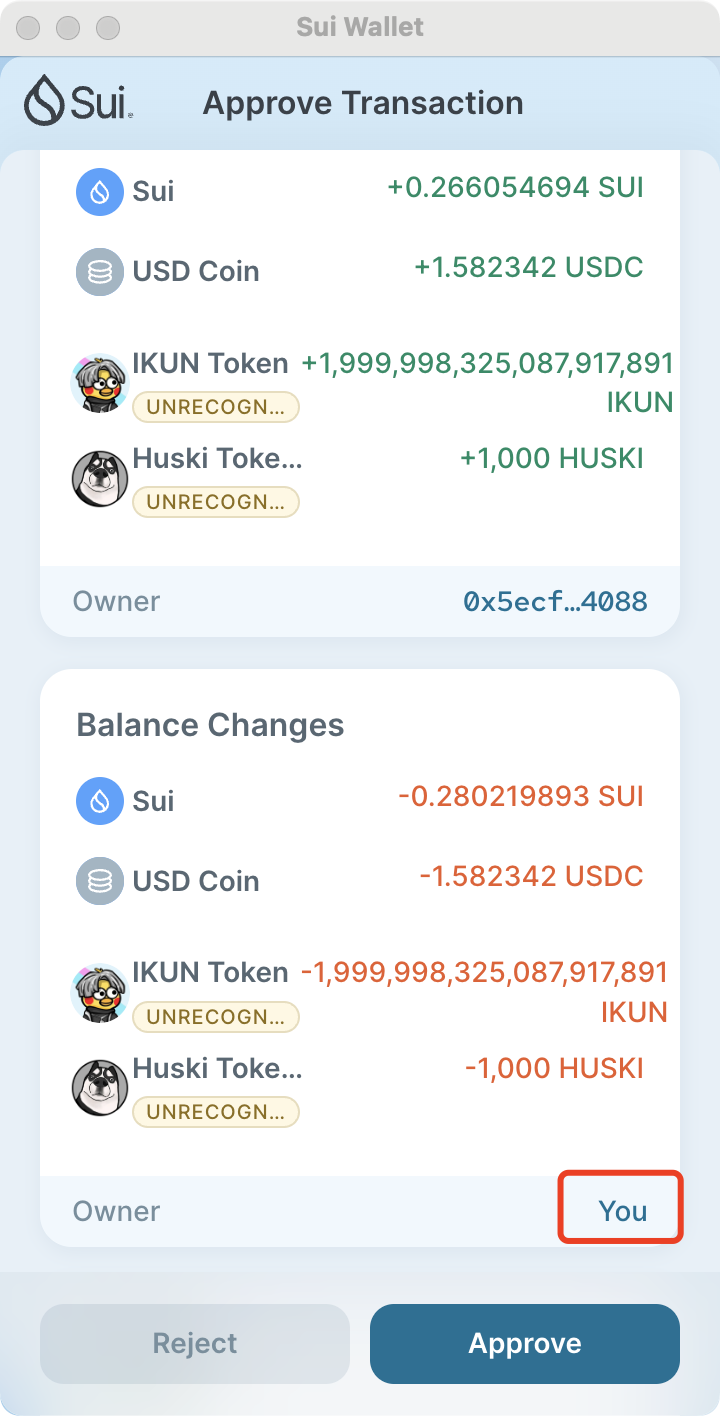 Sui Wallet
Sui
Approve Transaction
Sui +0.266054694 SUI
USD Coin +1.582342 USDC
IKUN Token +1,999,998,325,087,917,891
IKUN
UNRECOGN...
Huski Toke... +1,000 HUSKI
UNRECOGN...
Owner 0x5ecf…4088
Balance Changes
Sui -0.280219893 SUI
USD Coin -1.582342 USDC
IKUN Token -1,999,998,325,087,917,891
IKUN
UNRECOGN...
Huski Toke... -1,000 HUSKI
UNRECOGN...
Owner You
Reject Approve